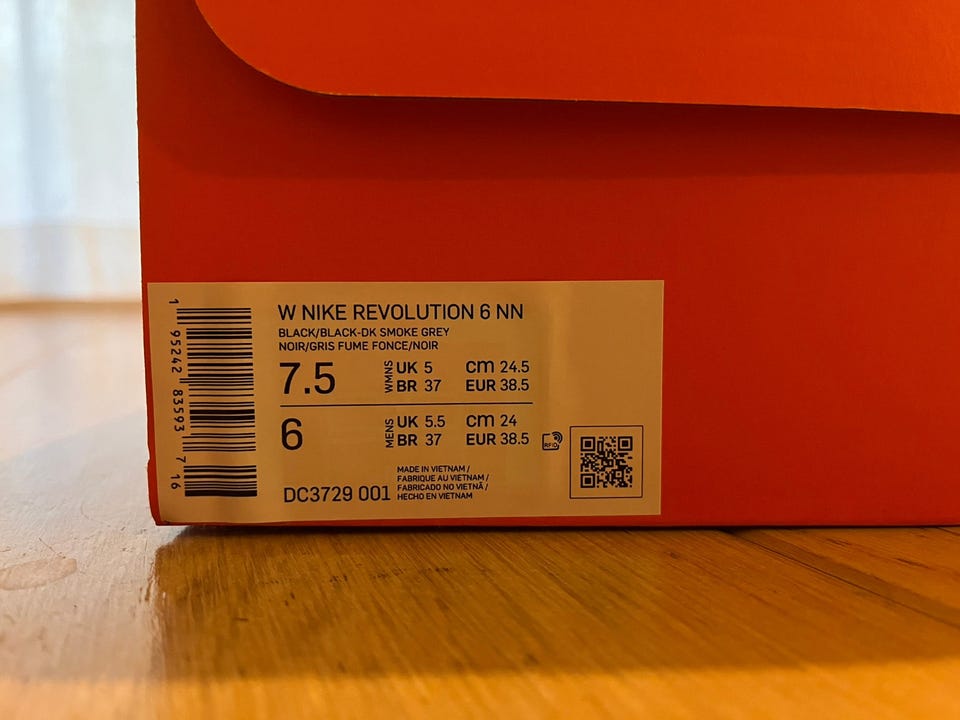 W NIKE REVOLUTION 6 NN
BLACK/BLACK-DK SMOKE GREY
NOIR/GRIS FUME FONCE/NOIR
7.5 WMNS UK 5 cm 24.5
BR 37 EUR 38.5
6 MENS UK 5.5 cm 24
BR 37 EUR 38.5
RFID
DC3729 001
MADE IN VIETNAM /
FABRIQUE AU VIETNAM /
FABRICADO NO VIETNÃ /
HECHO EN VIETNAM
1 95242 83593 7 16